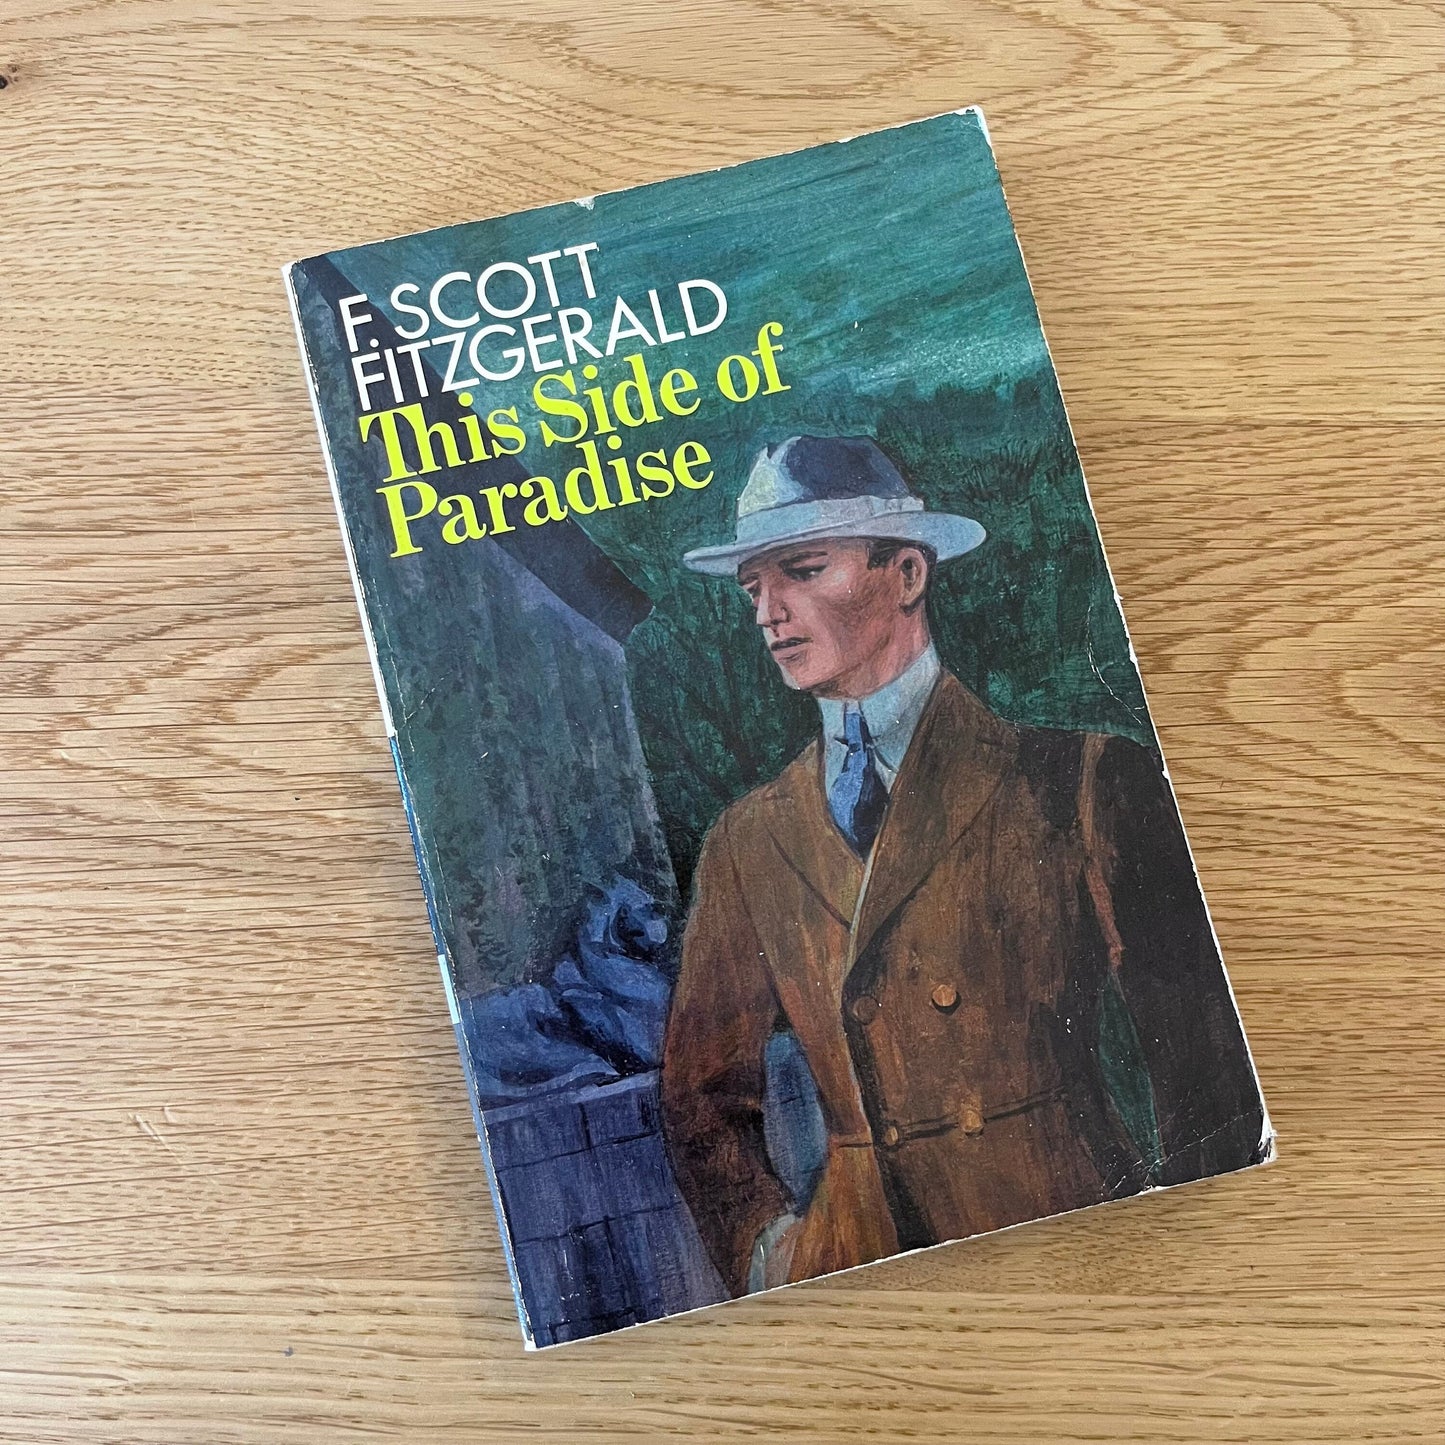 F. SCOTT
FITZGERALD
This Side of
Paradise